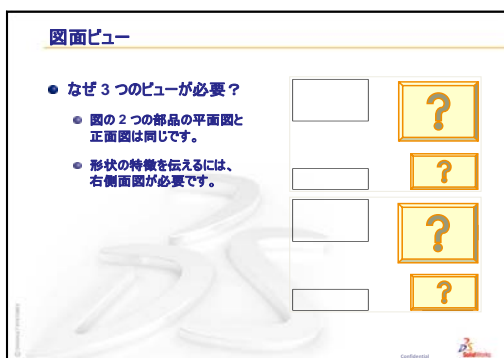 図面ビュー
なぜ 3 つのビューが必要？
図の 2 つの部品の平面図と
正面図は同じです。
形状の特徴を伝えるには、
右側面図が必要です。
?
?
?
?
Confidential
SolidWorks